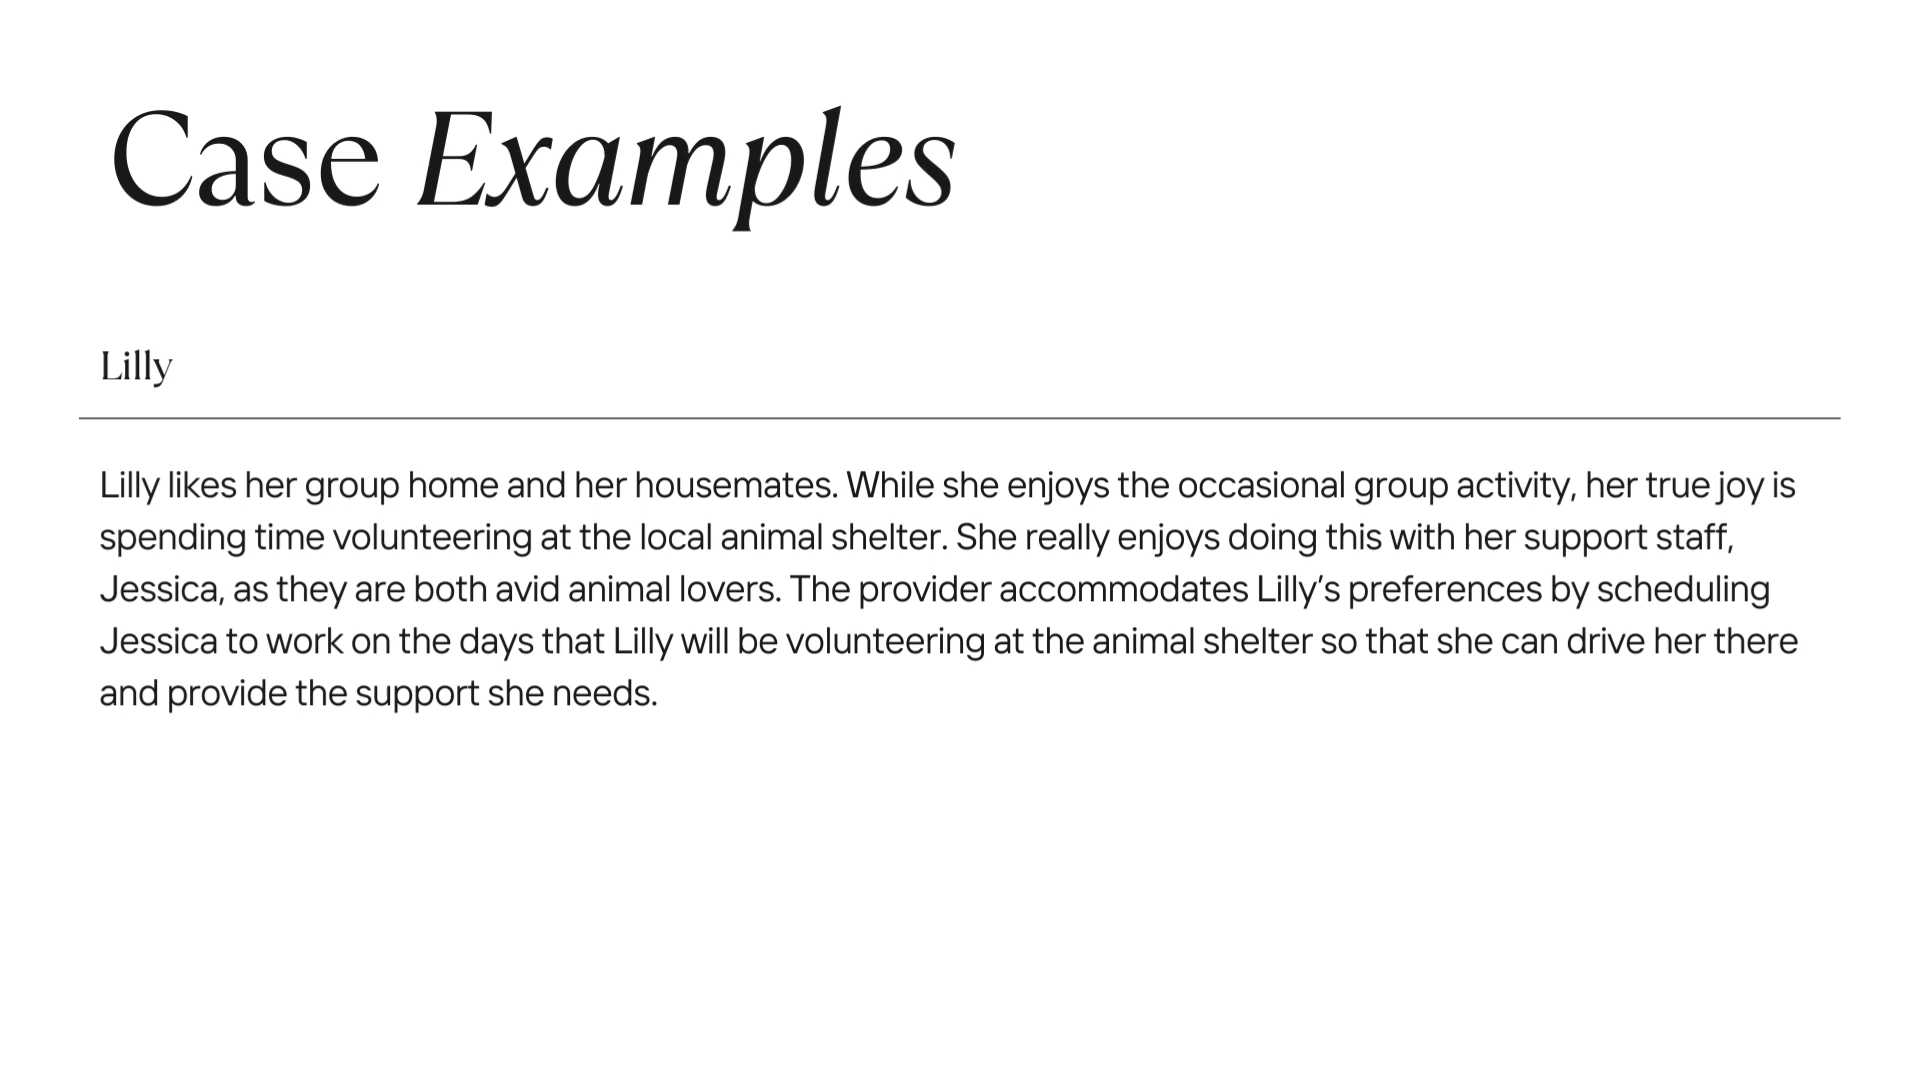 Case Examples
Lilly
Lilly likes her group home and her housemates. While she enjoys the occasional group activity, her true joy is
spending time volunteering at the local animal shelter. She really enjoys doing this with her support staff,
Jessica, as they are both avid animal lovers. The provider accommodates Lilly’s preferences by scheduling
Jessica to work on the days that Lilly will be volunteering at the animal shelter so that she can drive her there
and provide the support she needs.